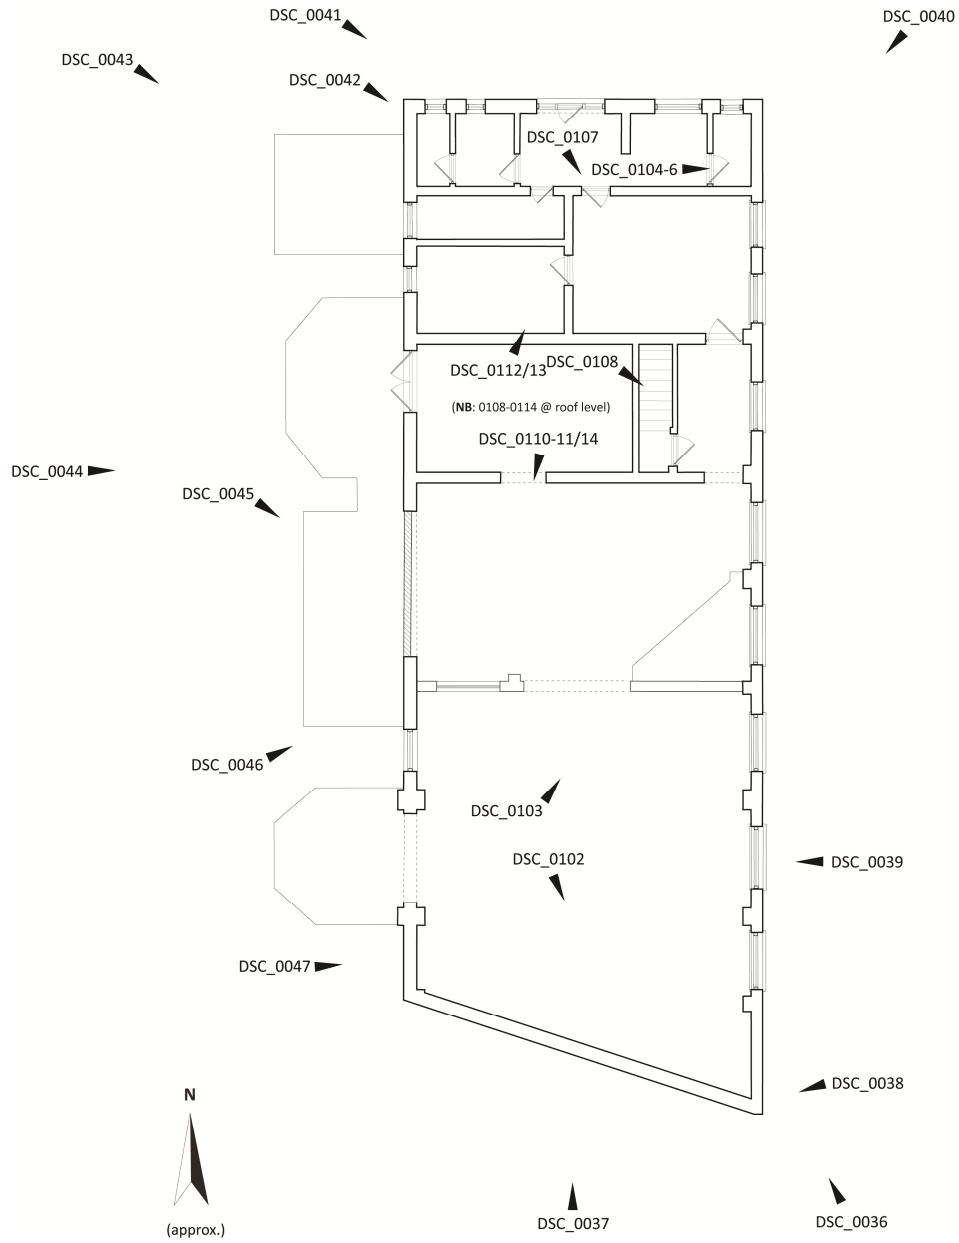 DSC_0041
DSC_0040
DSC_0043
DSC_0042
DSC_0107
DSC_0104-6
DSC_0112/13
DSC_0108
(NB: 0108-0114 @ roof level)
DSC_0110-11/14
DSC_0044
DSC_0045
DSC_0046
DSC_0103
DSC_0102
DSC_0039
DSC_0047
DSC_0038
N
(approx.)
DSC_0037
DSC_0036